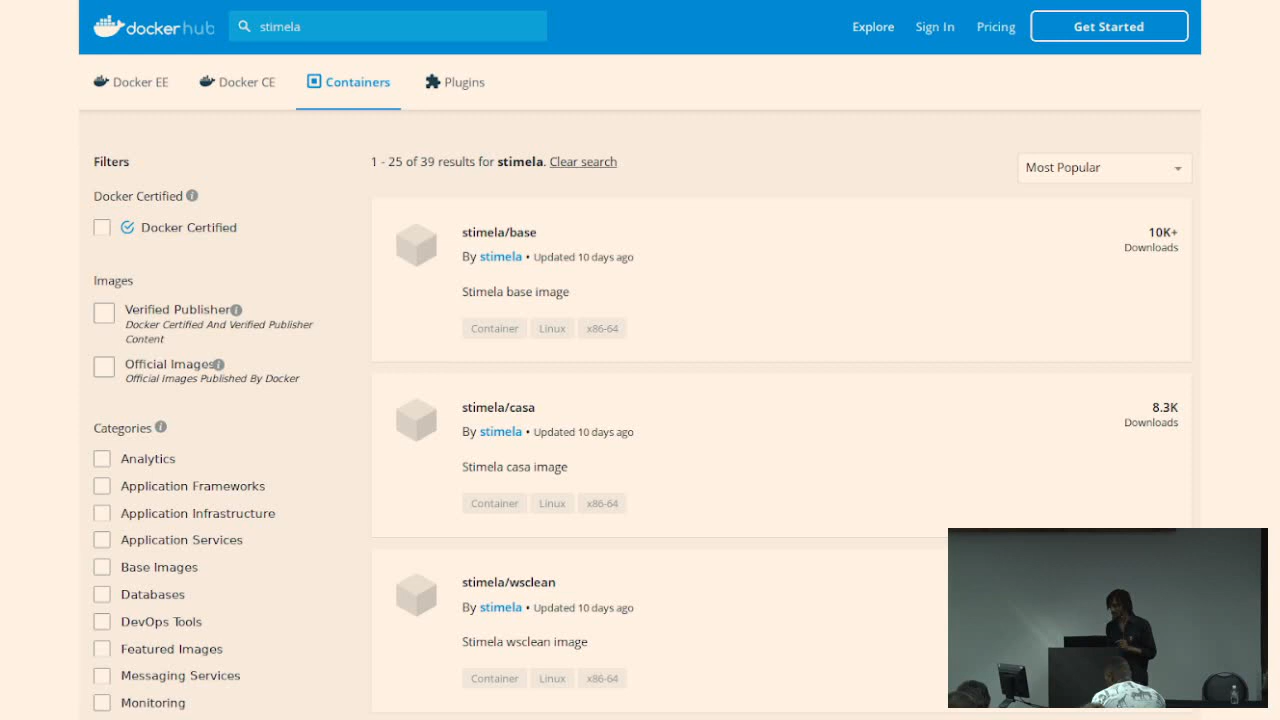 docker hub
stimela
Explore
Sign In
Pricing
Get Started
Docker EE
Docker CE
Containers
Plugins
Filters
1 - 25 of 39 results for stimela. Clear search
Most Popular
Docker Certified
Docker Certified
Images
Verified Publisher
Docker Certified And Verified Publisher
Content
Official Images
Official Images Published By Docker
Categories
Analytics
Application Frameworks
Application Infrastructure
Application Services
Base Images
Databases
DevOps Tools
Featured Images
Messaging Services
Monitoring
stimela/base
10K+
By stimela • Updated 10 days ago
Downloads
Stimela base image
Container Linux x86-64
stimela/casa
8.3K
By stimela • Updated 10 days ago
Downloads
Stimela casa image
Container Linux x86-64
stimela/wsclean
By stimela • Updated 10 days ago
Stimela wsclean image
Container Linux x86-64